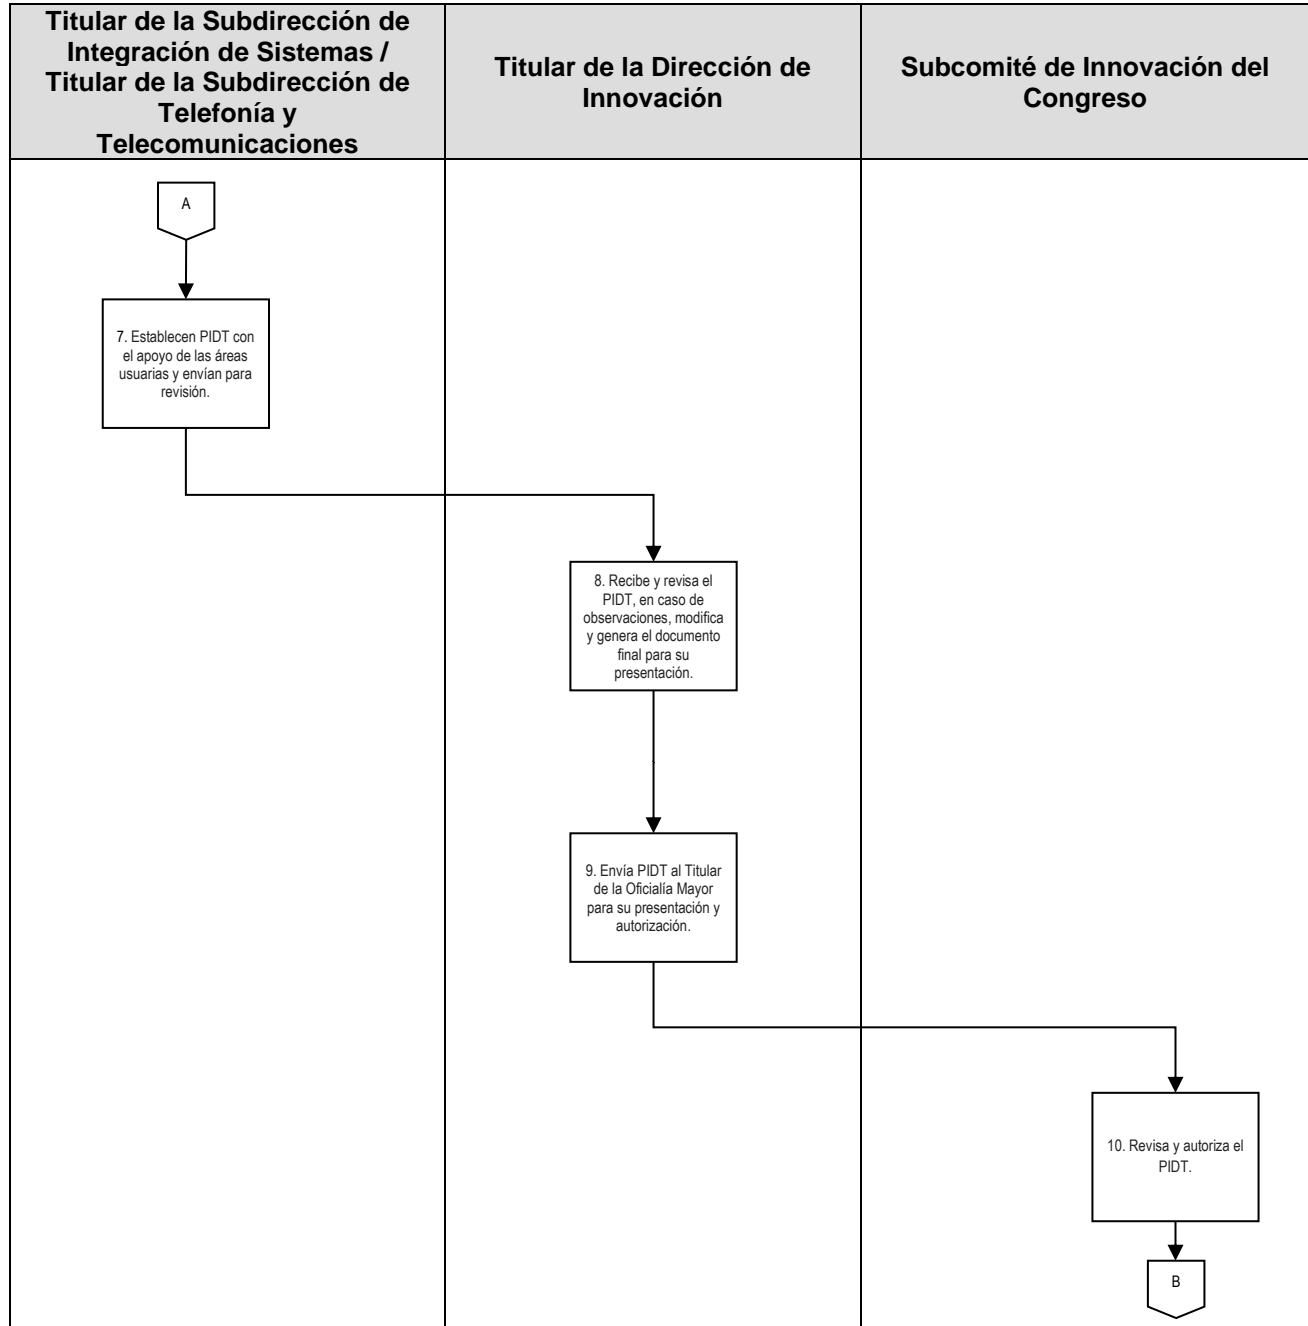 Titular de la Subdirección de
Integración de Sistemas /
Titular de la Subdirección de
Telefonía y
Telecomunicaciones
Titular de la Dirección de
Innovación
Subcomité de Innovación del
Congreso
A
7. Establecen PIDT con
el apoyo de las áreas
usuarias y envían para
revisión.
8. Recibe y revisa el
PIDT, en caso de
observaciones, modifica
y genera el documento
final para su
presentación.
9. Envía PIDT al Titular
de la Oficialía Mayor
para su presentación y
autorización.
10. Revisa y autoriza el
PIDT.
B